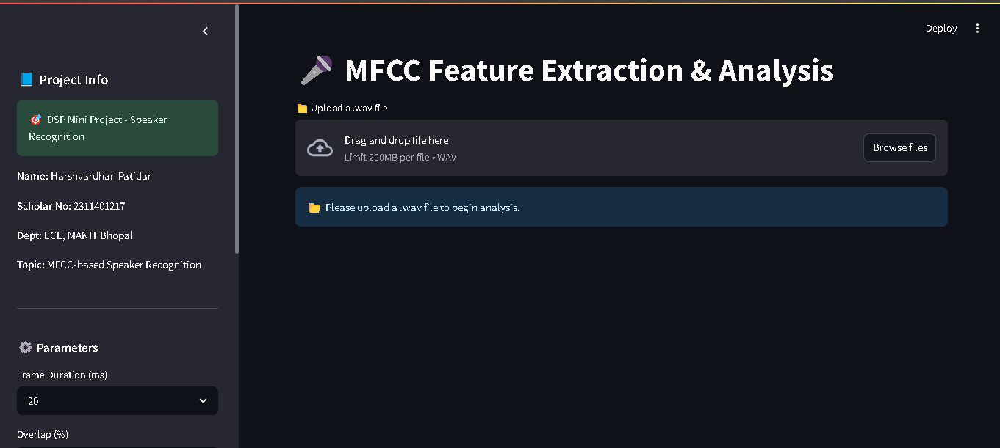 Deploy
Project Info
DSP Mini Project - Speaker
Recognition
Name: Harshvardhan Patidar
Scholar No: 2311401217
Dept: ECE, MANIT Bhopal
Topic: MFCC-based Speaker Recognition
Parameters
Frame Duration (ms)
20
Overlap (%)
MFCC Feature Extraction & Analysis
Upload a .wav file
Drag and drop file here
Limit 200MB per file • WAV
Browse files
Please upload a .wav file to begin analysis.